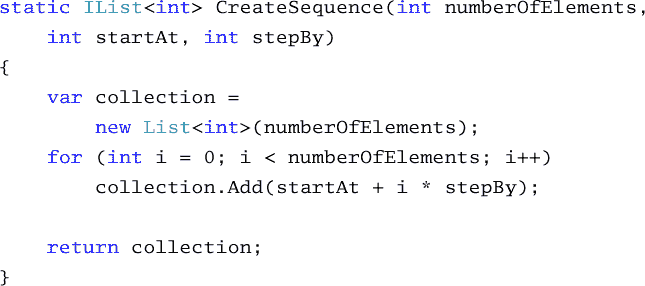 static IList<int> CreateSequence(int numberOfElements,
    int startAt, int stepBy)
{
    var collection =
        new List<int>(numberOfElements);
    for (int i = 0; i < numberOfElements; i++)
        collection.Add(startAt + i * stepBy);

    return collection;
}